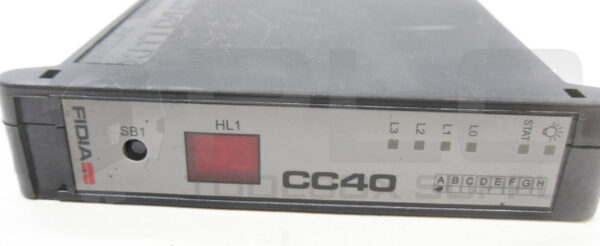 FIDIA
SB1
HL1
L3
L2
L1
L0
STAT
CC40
A B C D E F G H